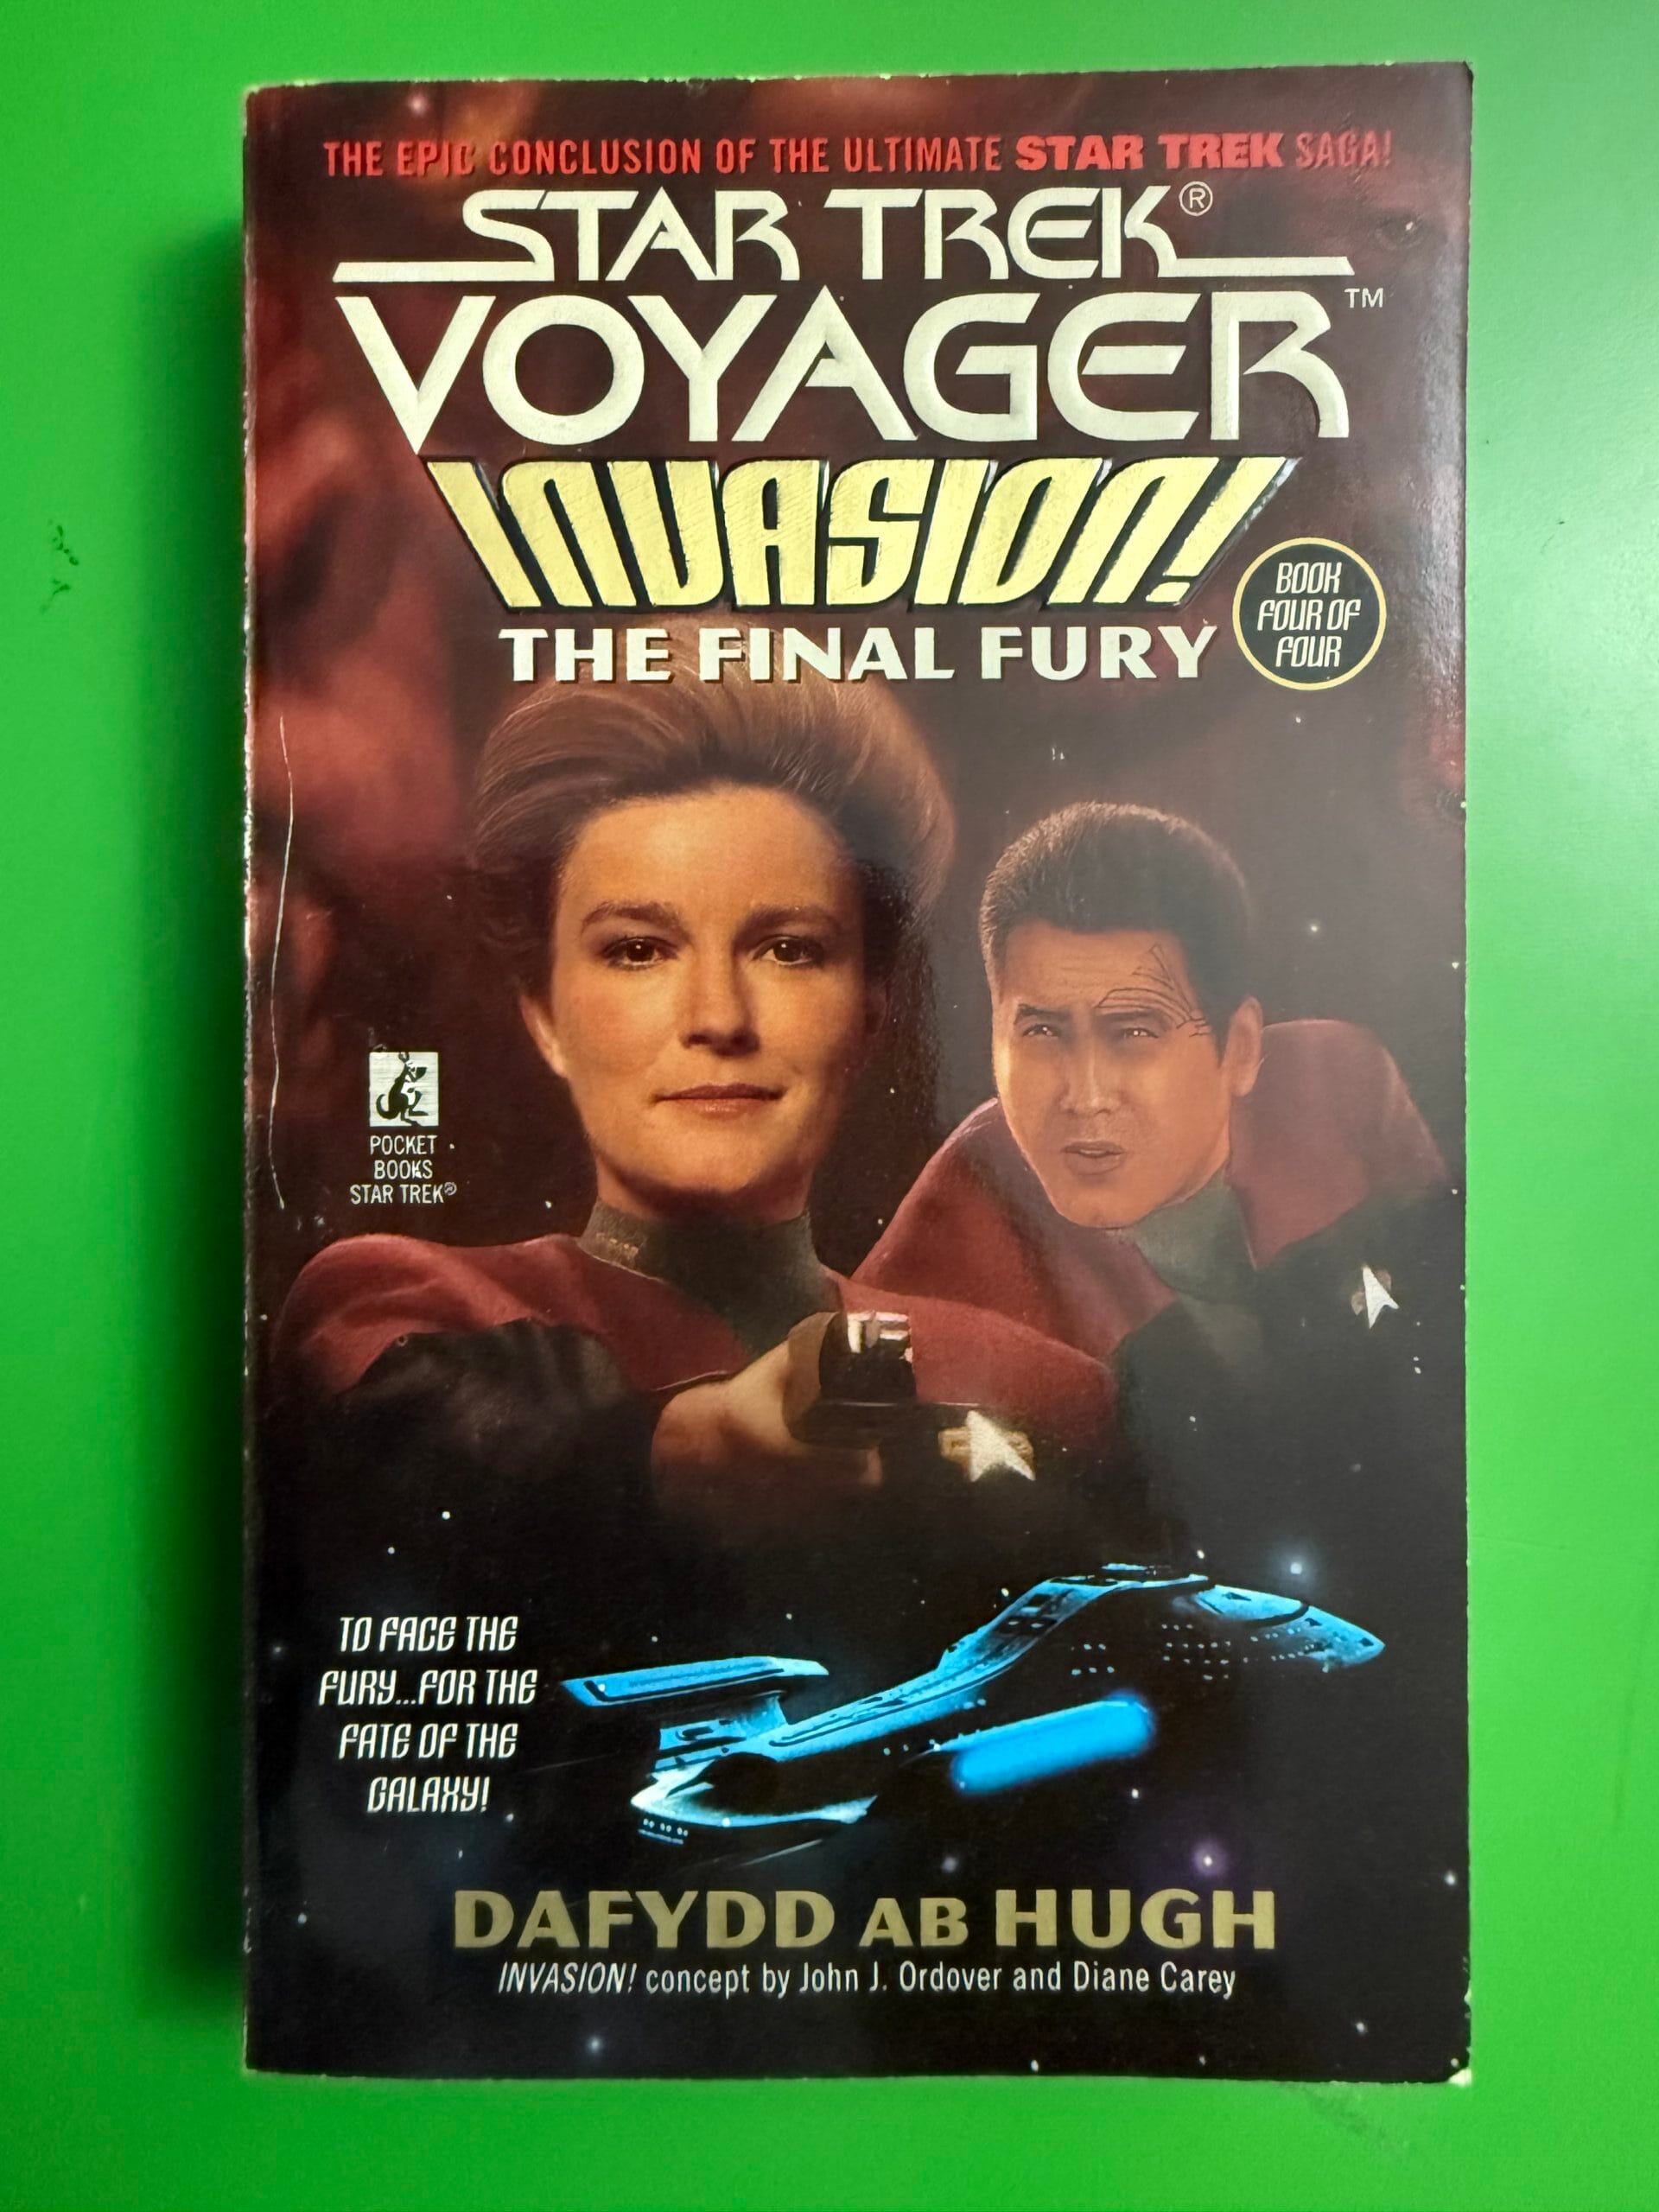 THE EPIC CONCLUSION OF THE ULTIMATE STAR TREK SAGA!
STAR TREK®
VOYAGER™
INVASION!
BOOK
FOUR OF
FOUR
THE FINAL FURY
POCKET
BOOKS
STAR TREK®
TO FACE THE
FURY...FOR THE
FATE OF THE
GALAXY!
DAFYDD AB HUGH
INVASION! concept by John J. Ordover and Diane Carey